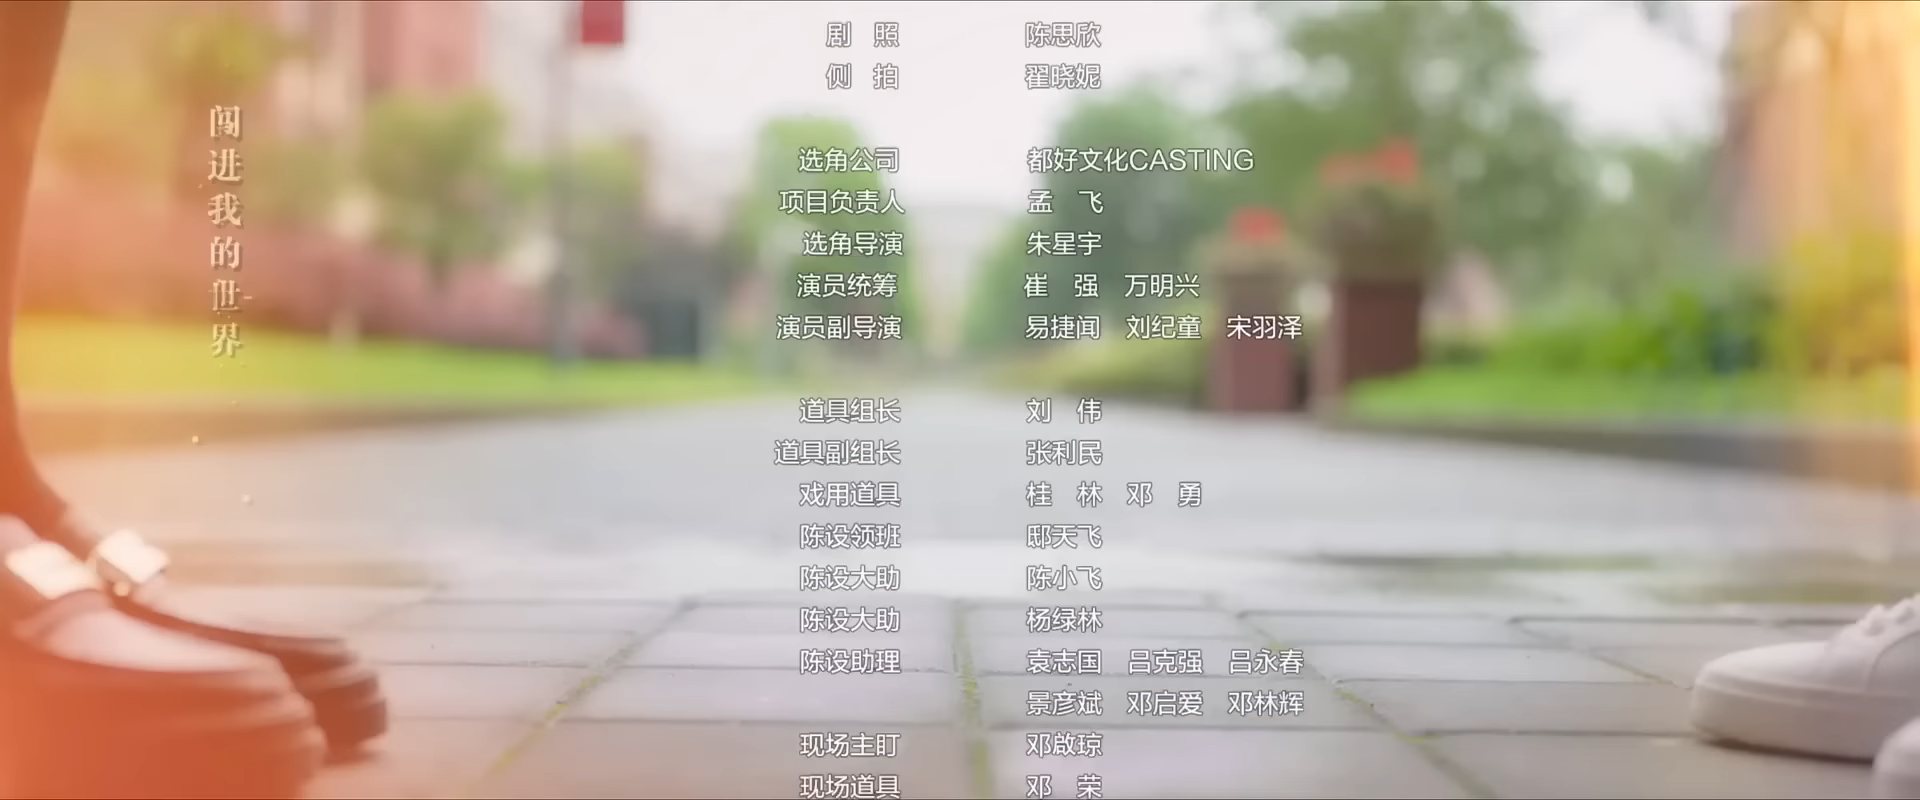 闯进我的世界
剧 照 陈思欣
侧 拍 翟晓妮
选角公司 都好文化CASTING
项目负责人 孟 飞
选角导演 朱星宇
演员统筹 崔 强 万明兴
演员副导演 易捷闻 刘纪童 宋羽泽
道具组长 刘 伟
道具副组长 张利民
戏用道具 桂 林 邓 勇
陈设领班 邸天飞
陈设大助 陈小飞
陈设大助 杨绿林
陈设助理 袁志国 吕克强 吕永春
景彦斌 邓启爱 邓林辉
现场主盯 邓啟琼
现场道具 邓 荣